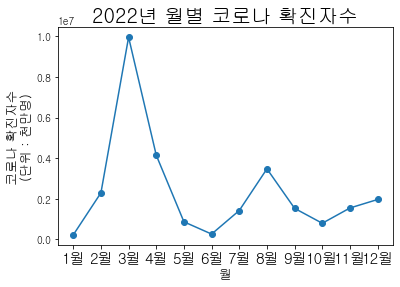 2022년 월별 코로나 확진자수
1e7
1.0
0.8
0.6
0.4
0.2
0.0
코로나 확진자수
(단위 : 천만명)
1월 2월 3월 4월 5월 6월 7월 8월 9월 10월 11월 12월
월